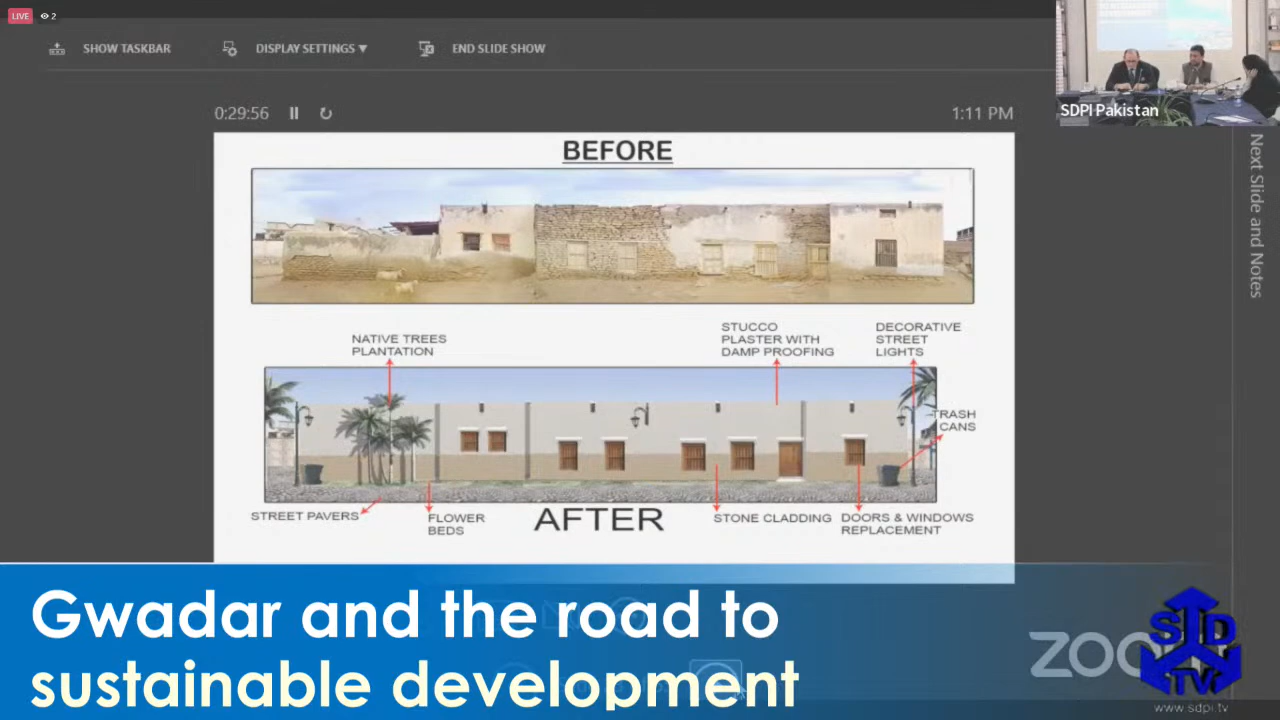 LIVE 2
SHOW TASKBAR
DISPLAY SETTINGS ▼
END SLIDE SHOW
SDPI Pakistan
0:29:56
1:11 PM
Next Slide and Notes
BEFORE
NATIVE TREES
PLANTATION
STUCCO
PLASTER WITH
DAMP PROOFING
DECORATIVE
STREET
LIGHTS
TRASH
CANS
STREET PAVERS
FLOWER
BEDS
AFTER
STONE CLADDING
DOORS & WINDOWS
REPLACEMENT
Gwadar and the road to
sustainable development
SD
TV
www.sdpi.tv